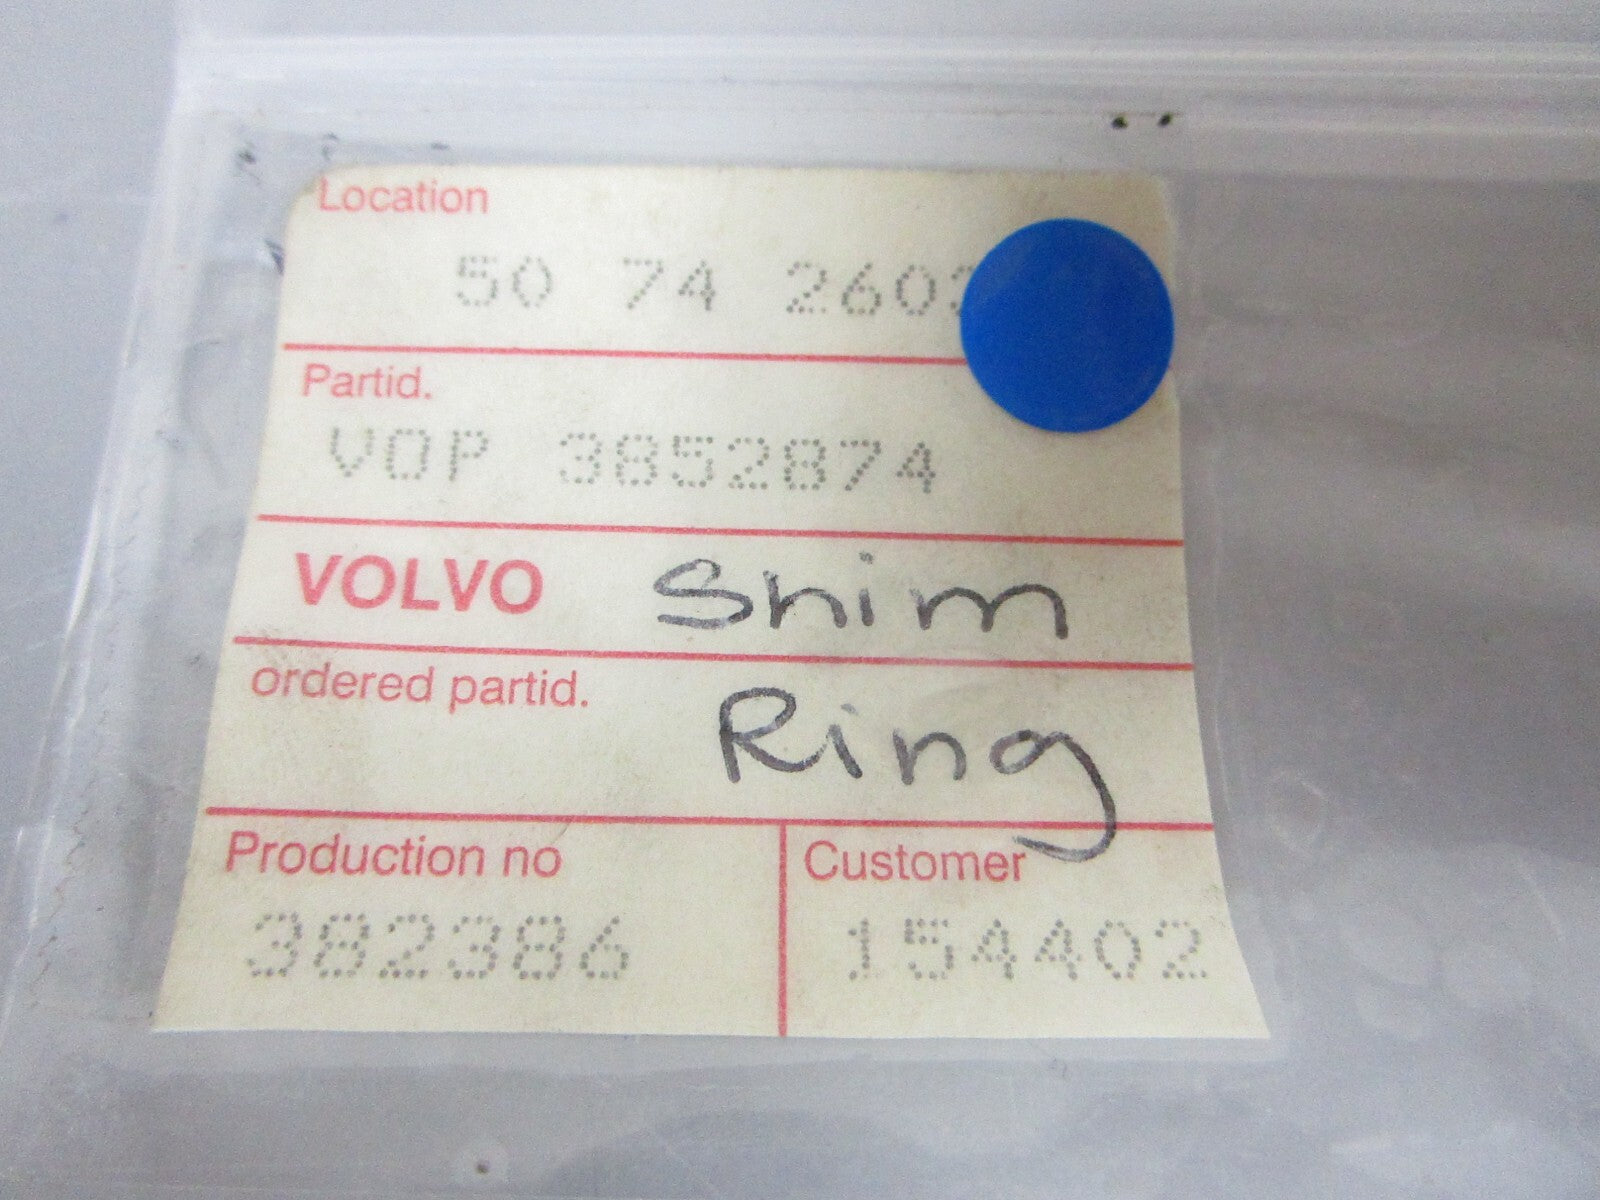 Location
50 74 260
Partid.
VOP 3852874
VOLVO Shim
ordered partid.
Ring
Production no
Customer
382386
154402